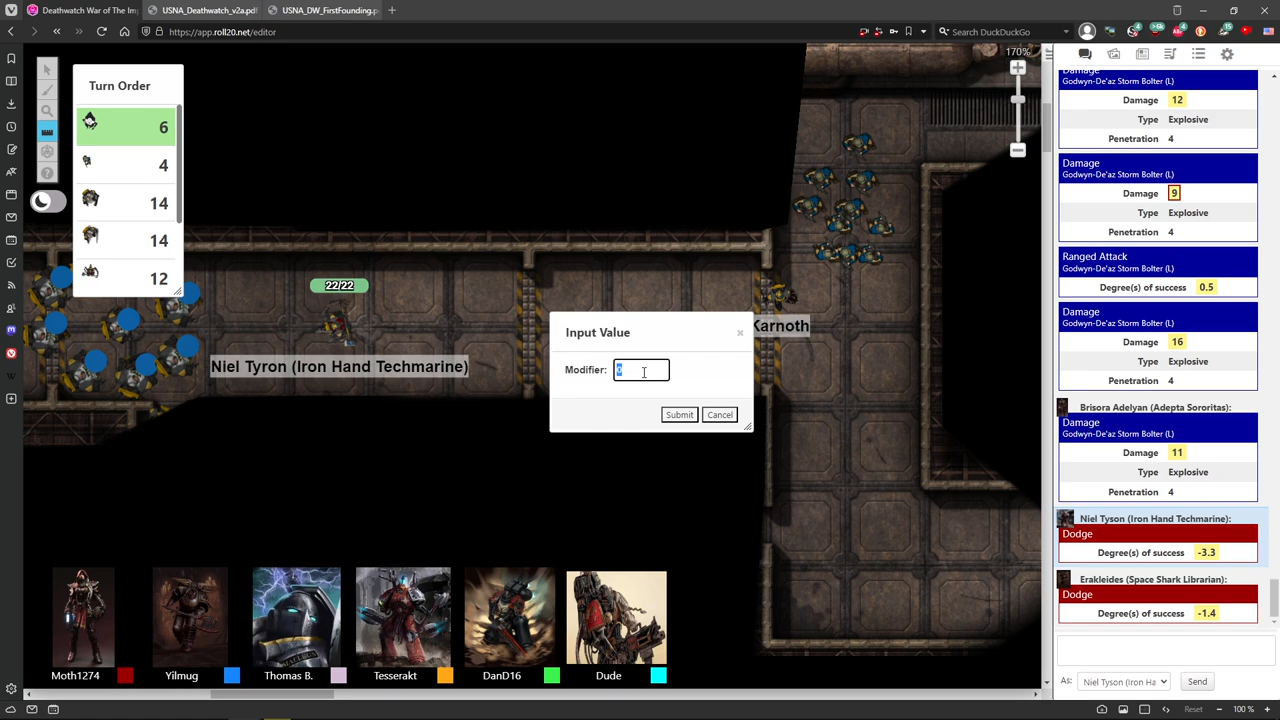 Deathwatch War of The Imp
USNA_Deathwatch_v2a.pdf
USNA_DW_FirstFounding.p
https://app.roll20.net/editor
Search DuckDuckGo
Turn Order
6
4
14
14
12
170%
22/22
Niel Tyron (Iron Hand Techmarine)
Karnoth
Input Value
Modifier: 0
Submit
Cancel
Moth1274
Yilmug
Thomas B.
Tesserakt
DanD16
Dude
Damage
Godwyn-De'az Storm Bolter (L)
Damage 12
Type Explosive
Penetration 4
Damage
Godwyn-De'az Storm Bolter (L)
Damage 9
Type Explosive
Penetration 4
Ranged Attack
Godwyn-De'az Storm Bolter (L)
Degree(s) of success 0.5
Damage
Godwyn-De'az Storm Bolter (L)
Damage 16
Type Explosive
Penetration 4
Brisora Adelyan (Adepta Sororitas):
Damage
Godwyn-De'az Storm Bolter (L)
Damage 11
Type Explosive
Penetration 4
Niel Tyson (Iron Hand Techmarine):
Dodge
Degree(s) of success -3.3
Erakleides (Space Shark Librarian):
Dodge
Degree(s) of success -1.4
As: Niel Tyron (Iron Ha
Send
Reset
100 %